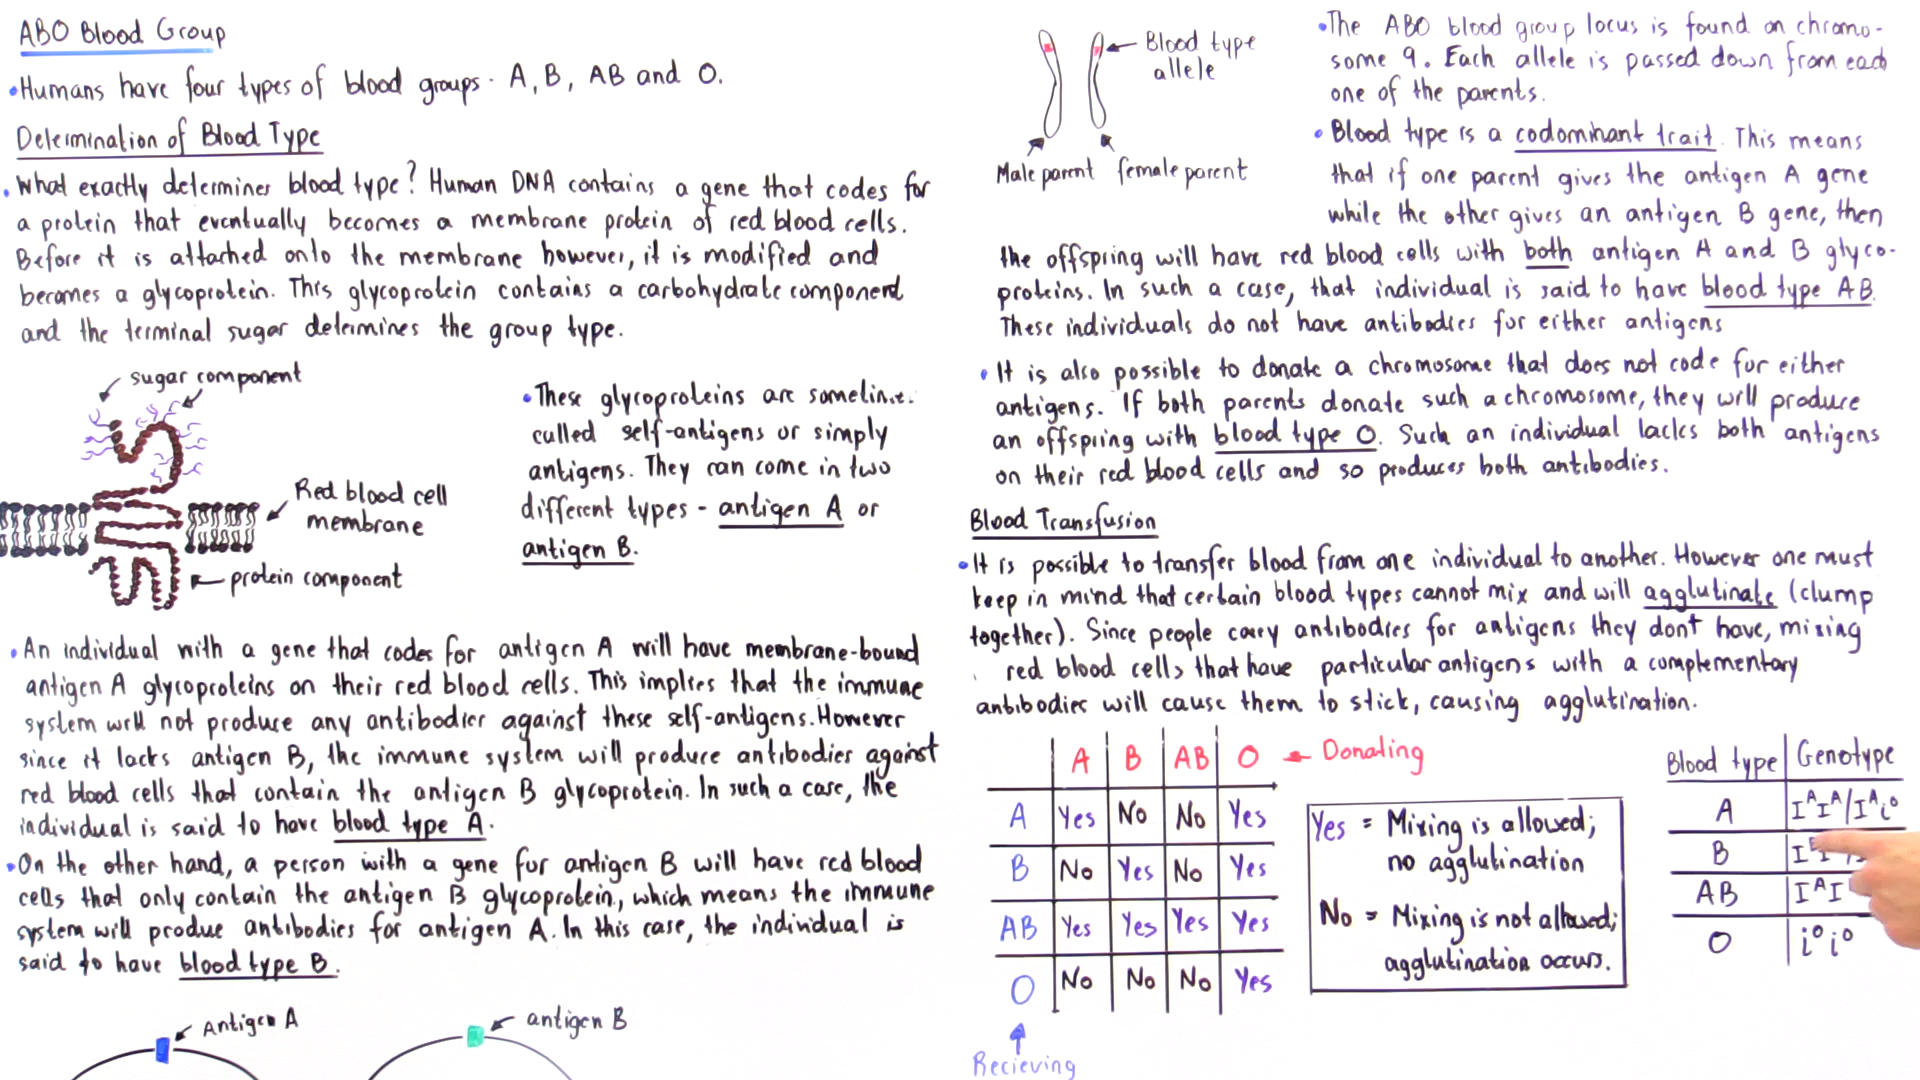 ABO Blood Group
•Humans have four types of blood groups - A, B, AB and O.
Determination of Blood Type
•What exactly determines blood type? Human DNA contains a gene that codes for
a protein that eventually becomes a membrane protein of red blood cells.
Before it is attached onto the membrane however, it is modified and
becomes a glycoprotein. This glycoprotein contains a carbohydrate component
and the terminal sugar determines the group type.
sugar component
Red blood cell
membrane
protein component
•These glycoproteins are sometimes
called self-antigens or simply
antigens. They can come in two
different types - antigen A or
antigen B.
•An individual with a gene that codes for antigen A will have membrane-bound
antigen A glycoproteins on their red blood cells. This implies that the immune
system will not produce any antibodies against these self-antigens. However
since it lacks antigen B, the immune system will produce antibodies against
red blood cells that contain the antigen B glycoprotein. In such a case, the
individual is said to have blood type A.
•On the other hand, a person with a gene for antigen B will have red blood
cells that only contain the antigen B glycoprotein, which means the immune
system will produce antibodies for antigen A. In this case, the individual is
said to have blood type B.
Antigen A
antigen B
Blood type
allele
Male parent female parent
•The ABO blood group locus is found on chromo-
some 9. Each allele is passed down from each
one of the parents.
•Blood type is a codominant trait. This means
that if one parent gives the antigen A gene
while the other gives an antigen B gene, then
the offspring will have red blood cells with both antigen A and B glyco-
proteins. In such a case, that individual is said to have blood type AB.
These individuals do not have antibodies for either antigens
•It is also possible to donate a chromosome that does not code for either
antigens. If both parents donate such a chromosome, they will produce
an offspring with blood type O. Such an individual lacks both antigens
on their red blood cells and so produces both antibodies.
Blood Transfusion
•It is possible to transfer blood from one individual to another. However one must
keep in mind that certain blood types cannot mix and will agglutinate (clump
together). Since people carry antibodies for antigens they don't have, mixing
red blood cells that have particular antigens with a complementary
antibodies will cause them to stick, causing agglutination.
A B AB O Donating
A Yes No No Yes
B No Yes No Yes
AB Yes Yes Yes Yes
O No No No Yes
Recieving
Yes = Mixing is allowed;
no agglutination
No = Mixing is not allowed;
agglutination occurs.
Blood type Genotype
A IᴬIᴬ/Iᴬi⁰
B
AB IᴬI
O i⁰i⁰